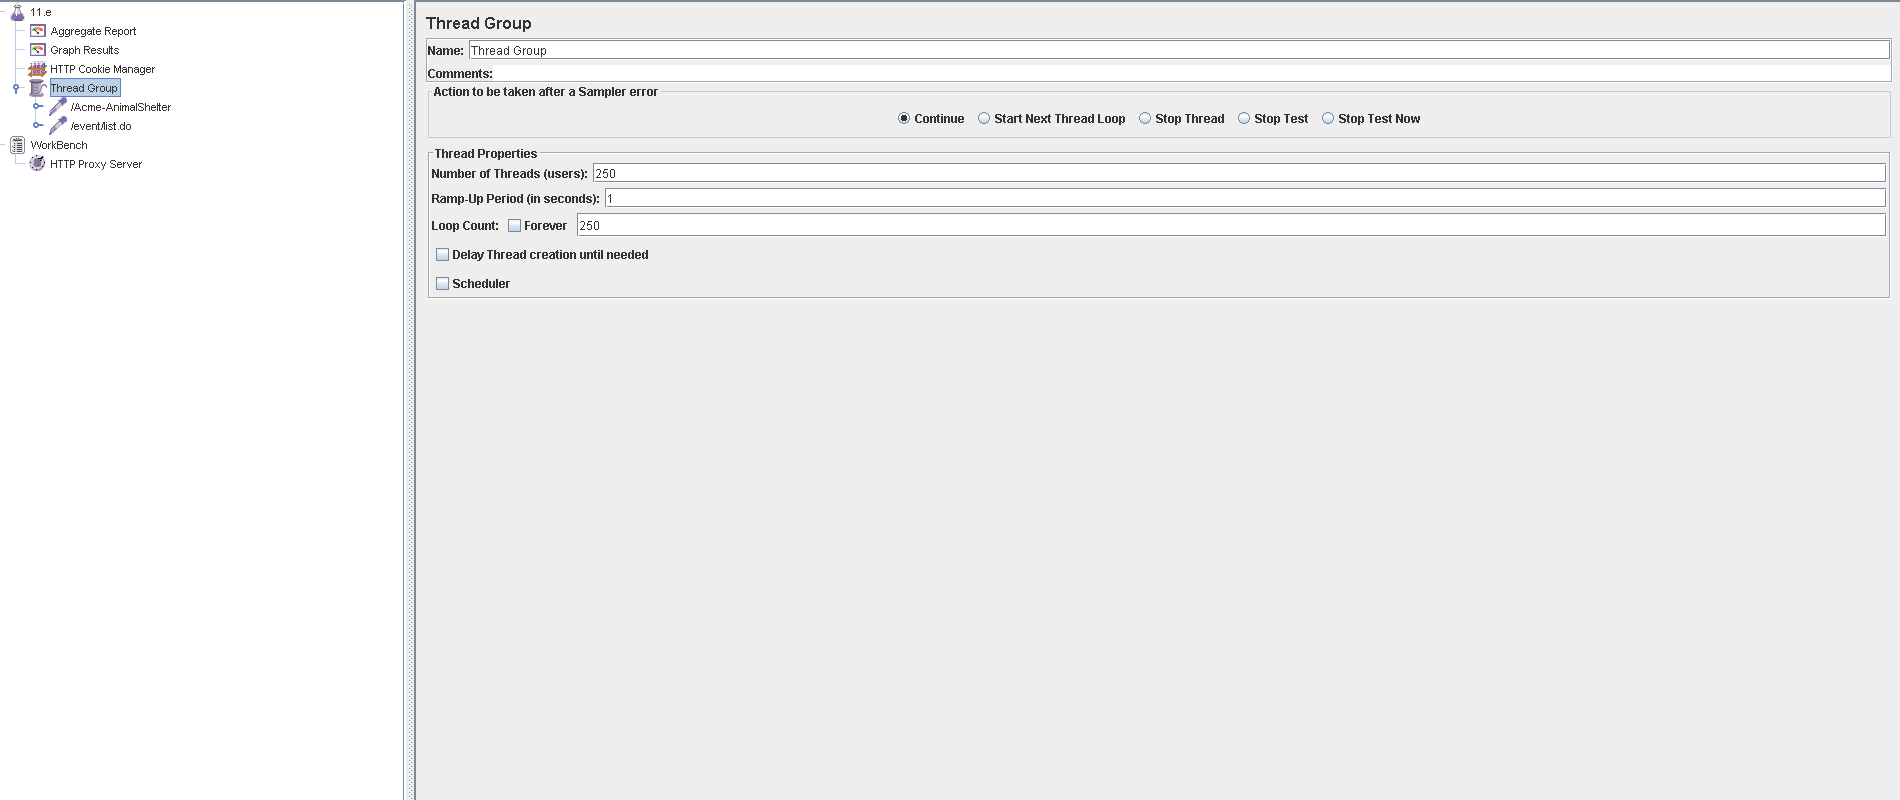 11.e
Aggregate Report
Graph Results
HTTP Cookie Manager
Thread Group
/Acme-AnimalShelter
/event/list.do
WorkBench
HTTP Proxy Server
Thread Group
Name: Thread Group
Comments:
Action to be taken after a Sampler error
Continue Start Next Thread Loop Stop Thread Stop Test Stop Test Now
Thread Properties
Number of Threads (users): 250
Ramp-Up Period (in seconds): 1
Loop Count: Forever 250
Delay Thread creation until needed
Scheduler